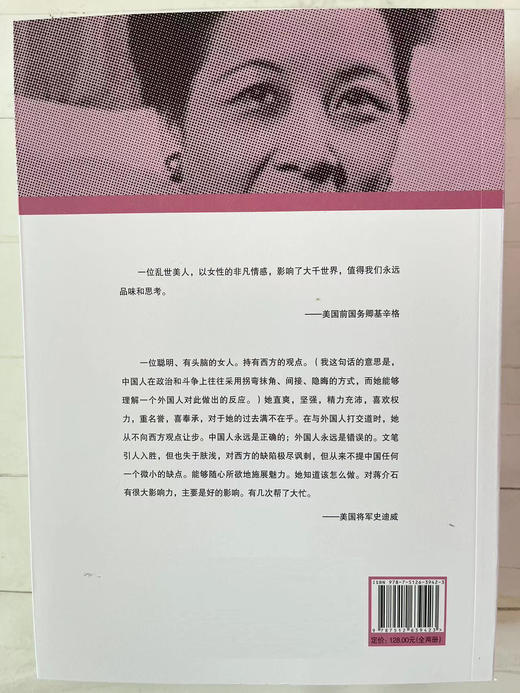 一位乱世美人，以女性的非凡情感，影响了大千世界，值得我们永远
品味和思考。
——美国前国务卿基辛格
一位聪明、有头脑的女人。持有西方的观点。（我这句话的意思是，
中国人在政治和斗争上往往采用拐弯抹角、间接、隐晦的方式，而她能够
理解一个外国人对此做出的反应。）她直爽，坚强，精力充沛，喜欢权
力，重名誉，喜奉承，对于她的过去满不在乎。在与外国人打交道时，她
从不向西方观点让步。中国人永远是正确的；外国人永远是错误的。文笔
引人入胜，但也失于肤浅，对西方的缺陷极尽讽刺，但从来不提中国任何
一个微小的缺点。能够随心所欲地施展魅力。她知道该怎么做。对蒋介石
有很大影响力，主要是好的影响。有几次帮了大忙。
——美国将军史迪威
ISBN 978-7-5126-3942-3
9 787512 639423>
定价：128.00元(全两册)